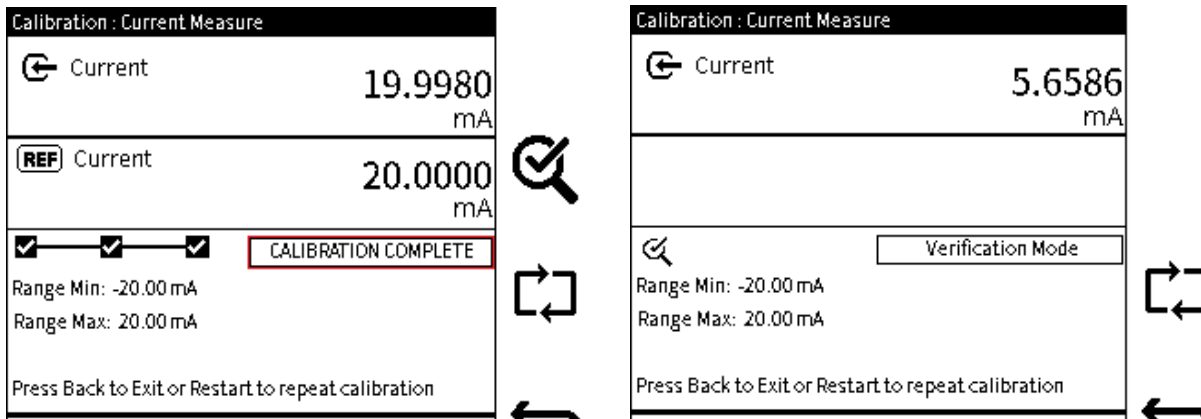 Calibration : Current Measure
Current
19.9980
mA
REF Current
20.0000
mA
CALIBRATION COMPLETE
Range Min: -20.00 mA
Range Max: 20.00 mA
Press Back to Exit or Restart to repeat calibration
Calibration : Current Measure
Current
5.6586
mA
Verification Mode
Range Min: -20.00 mA
Range Max: 20.00 mA
Press Back to Exit or Restart to repeat calibration